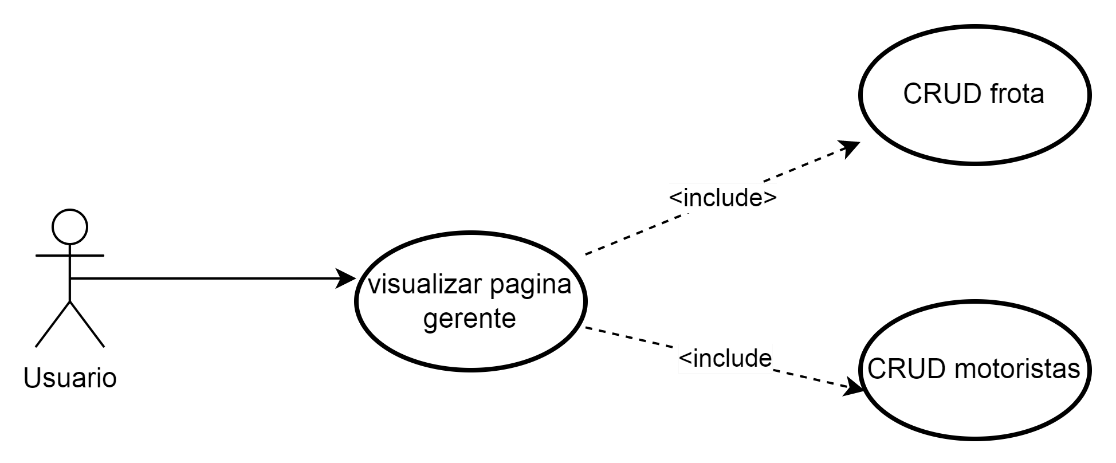 CRUD frota
<include>
visualizar pagina
gerente
<include
CRUD motoristas
Usuario